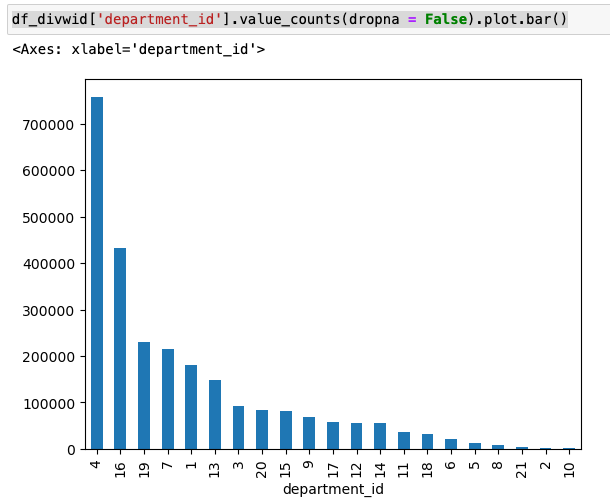 df_divwid['department_id'].value_counts(dropna = False).plot.bar()
<Axes: xlabel='department_id'>
700000
600000
500000
400000
300000
200000
100000
0
4 16 19 7 1 13 3 20 15 9 17 12 14 11 18 6 5 8 21 2 10
department_id